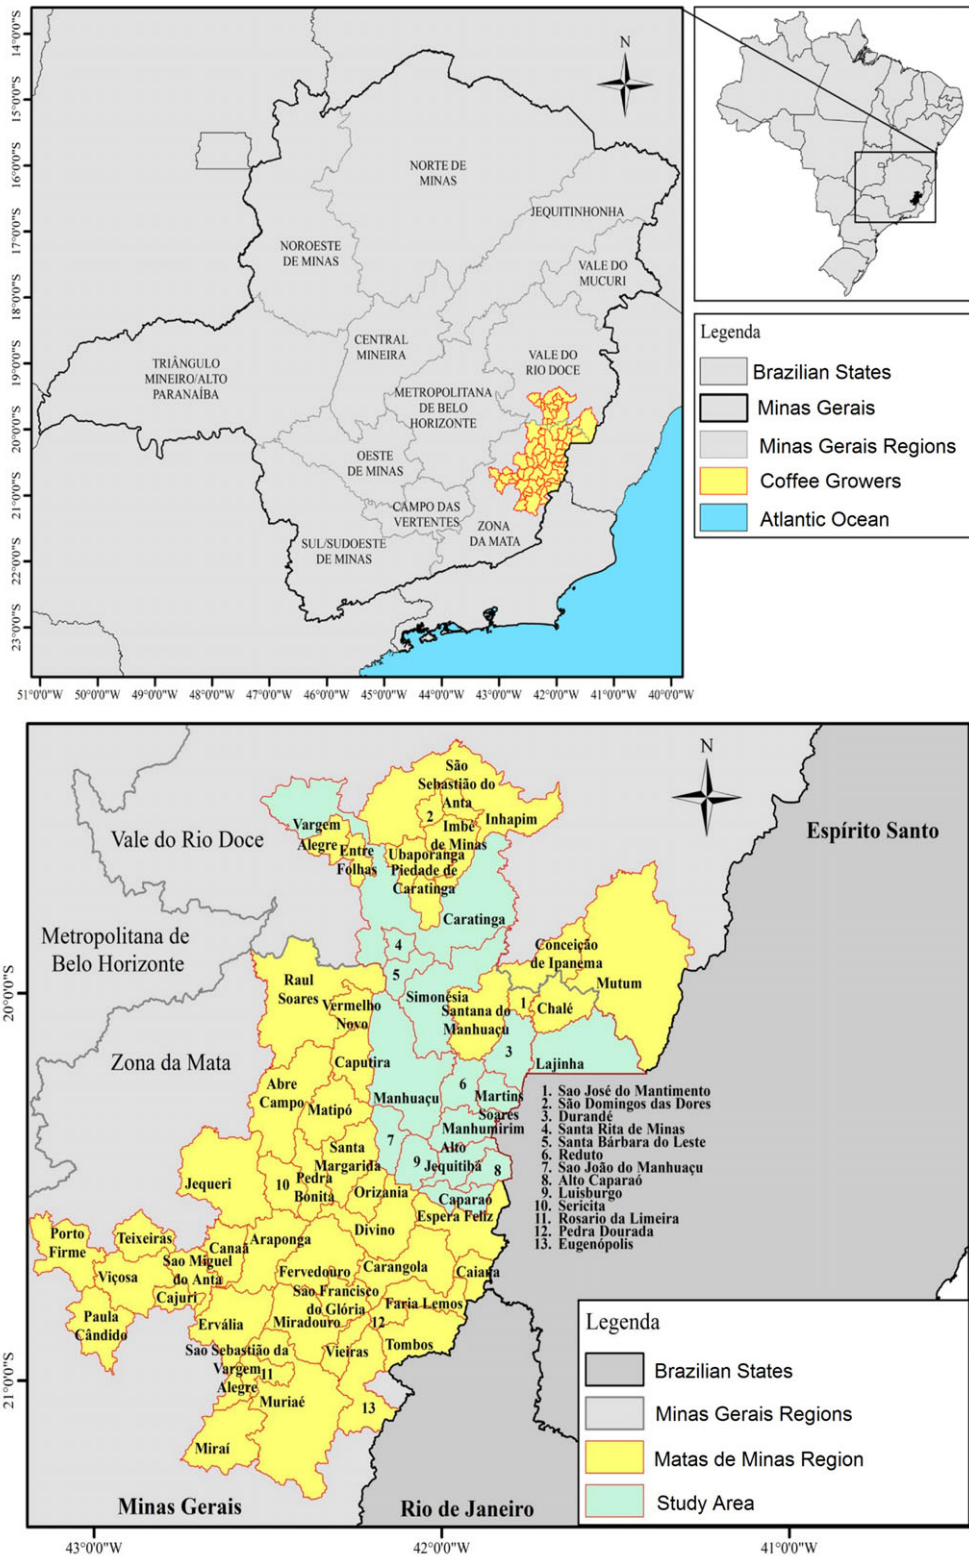 14°0'0"S
15°0'0"S
16°0'0"S
17°0'0"S
18°0'0"S
19°0'0"S
20°0'0"S
21°0'0"S
22°0'0"S
23°0'0"S
N
NORTE DE
MINAS
JEQUITINHONHA
NOROESTE
DE MINAS
VALE DO
MUCURI
CENTRAL
MINEIRA
VALE DO
RIO DOCE
TRIÂNGULO
MINEIRO/ALTO
PARANAÍBA
METROPOLITANA
DE BELO
HORIZONTE
OESTE
DE MINAS
CAMPO DAS
VERTENTES
ZONA
DA MATA
SUL/SUDOESTE
DE MINAS
51°0'0"W
50°0'0"W
49°0'0"W
48°0'0"W
47°0'0"W
46°0'0"W
45°0'0"W
44°0'0"W
43°0'0"W
42°0'0"W
41°0'0"W
40°0'0"W
Legenda
Brazilian States
Minas Gerais
Minas Gerais Regions
Coffee Growers
Atlantic Ocean
N
Vale do Rio Doce
Metropolitana de
Belo Horizonte
Zona da Mata
Espírito Santo
São
Sebastião do
Anta
2
Inhapim
Imbé
de Minas
Vargem
Alegre
Entre
Folhas
Ubaporanga
Piedade de
Caratinga
Caratinga
4
5
Conceição
de Ipanema
Mutum
Raul
Soares
Simonésia
Vermelho
Novo
Santana do
Manhuaçu
1
Chalé
3
Lajinha
Caputira
Abre
Campo
Matipó
Manhuaçu
6
Martins
Soares
Manhumirim
7
Alto
Jequitibá
9
8
Santa
Margarida
Jequeri
10
Pedra
Bonita
Orizania
Caparaó
Espera Feliz
Divino
Porto
Firme
Teixeiras
Canaã
Araponga
Sao Miguel
do Anta
Viçosa
Cajuri
Fervedouro
Carangola
Caiana
Sao Francisco
do Glória
Faria Lemos
Paula
Cândido
Ervália
Miradouro
12
Tombos
Sao Sebastião da
Vargem
Alegre
11
Vieiras
Muriaé
13
Miraí
1. Sao José do Mantimento
2. São Domingos das Dores
3. Durandé
4. Santa Rita de Minas
5. Santa Bárbara do Leste
6. Reduto
7. Sao João do Manhuaçu
8. Alto Caparaó
9. Luisburgo
10. Sericita
11. Rosario da Limeira
12. Pedra Dourada
13. Eugenópolis
Legenda
Brazilian States
Minas Gerais Regions
Matas de Minas Region
Study Area
Minas Gerais
Rio de Janeiro
20°0'0"S
21°0'0"S
43°0'0"W
42°0'0"W
41°0'0"W